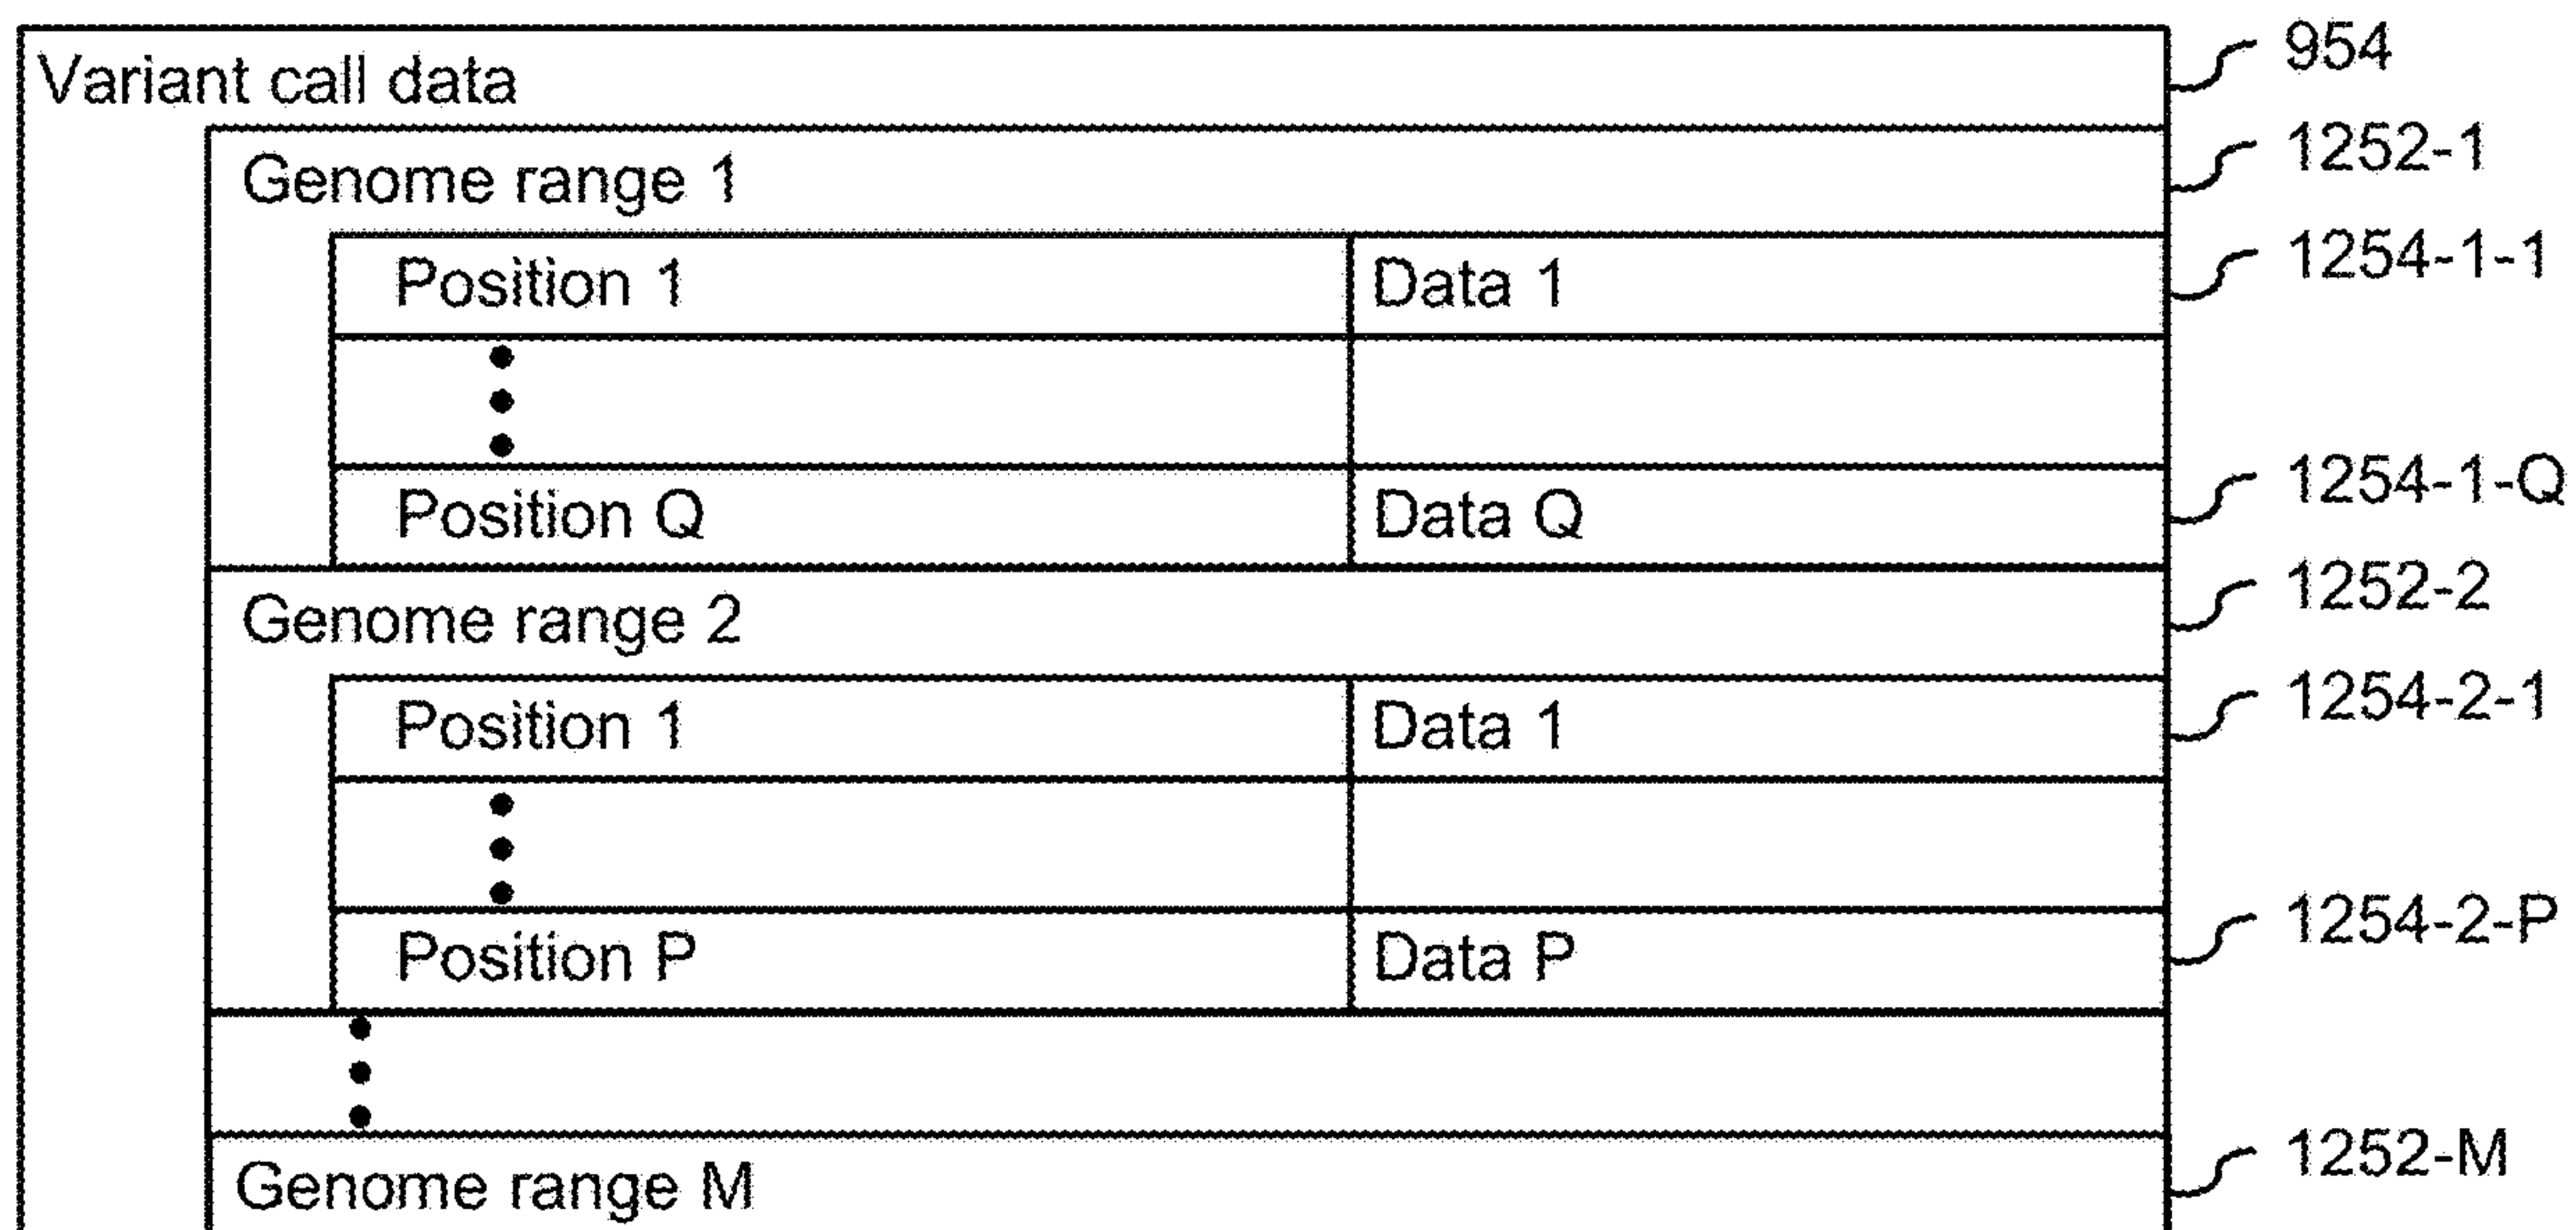 Variant call data 954
Genome range 1 1252-1
Position 1 Data 1 1254-1-1
Position Q Data Q 1254-1-Q
Genome range 2 1252-2
Position 1 Data 1 1254-2-1
Position P Data P 1254-2-P
Genome range M 1252-M